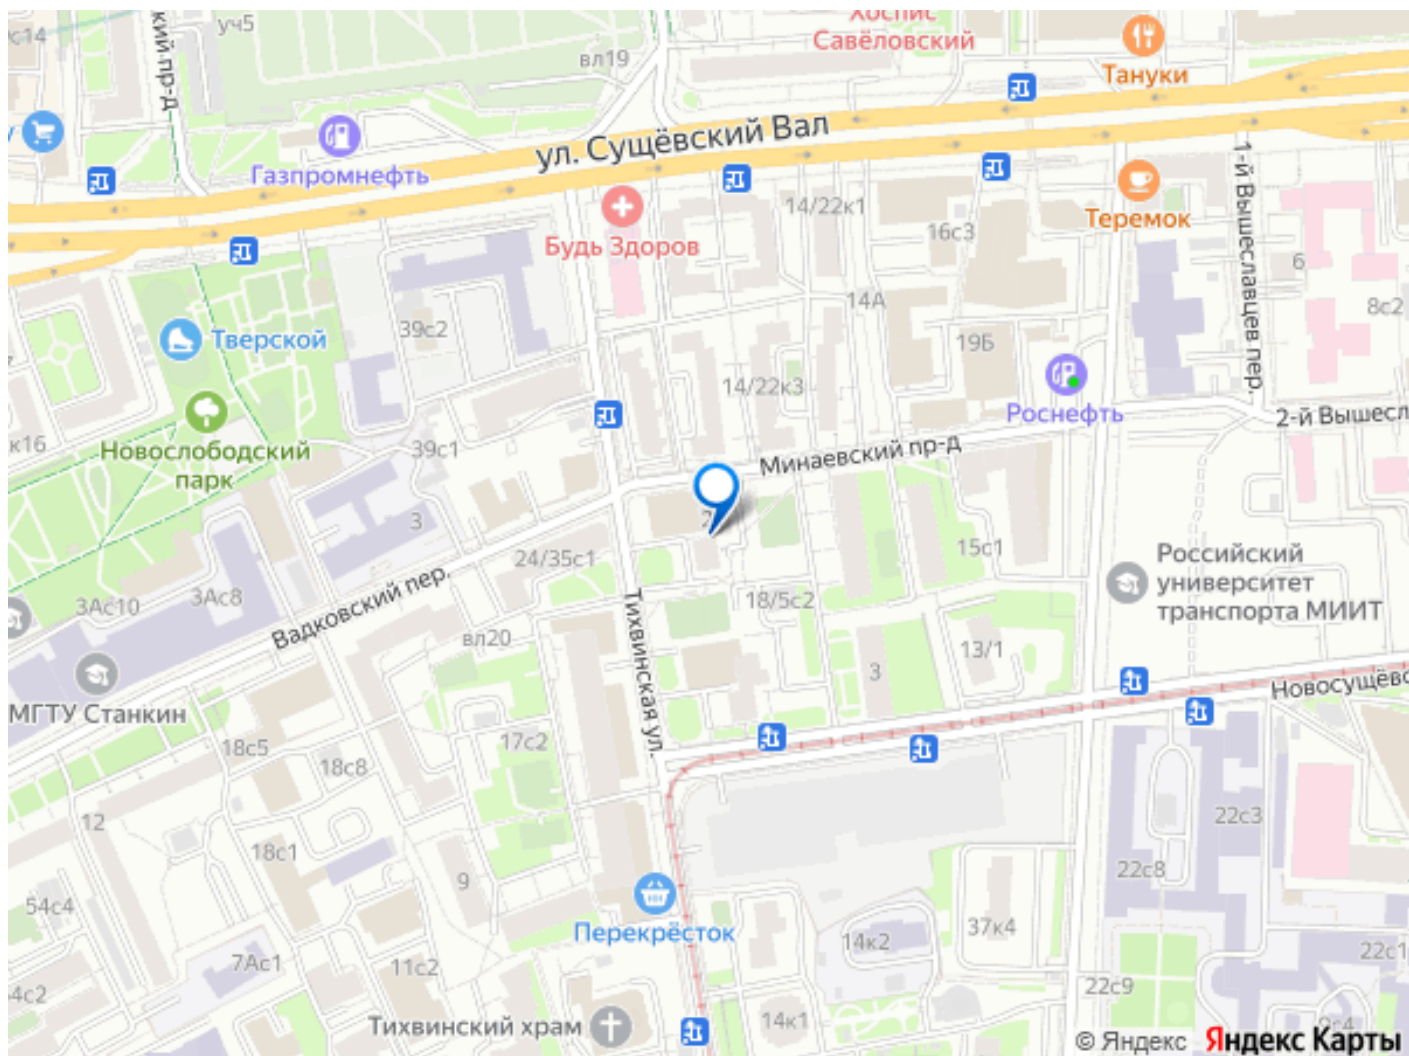 уч5
вл19
Хоспис
Савёловский
Тануки
с14
кий пр-д
Газпромнефть
ул. Сущёвский Вал
1-й Вышеславцев пер.
Теремок
Будь Здоров
14/22к1
16с3
6
8с2
14А
39с2
Тверской
19Б
14/22к3
Роснефть
2-й Вышесл
Новослободский
парк
к16
39с1
Минаевский пр-д
3
24/35с1
15с1
Российский
университет
транспорта МИИТ
3Ас10
3Ас8
Вадковский пер.
вл20
Тихвинская ул.
18/5с2
13/1
3
Новосущёвс
МГТУ Станкин
18с5
18с8
17с2
12
18с1
9
22с3
22с8
54с4
Перекрёсток
14к2
37к4
7Ас1
11с2
22с1
4с2
22с9
Тихвинский храм
14к1
© Яндекс
Яндекс Карты